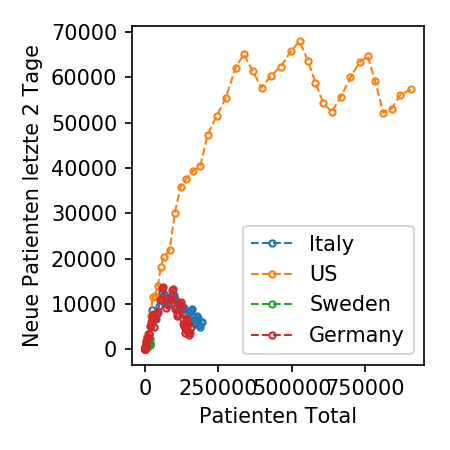 Neue Patienten letzte 2 Tage
70000
60000
50000
40000
30000
20000
10000
0
Italy
US
Sweden
Germany
0 250000 500000 750000
Patienten Total